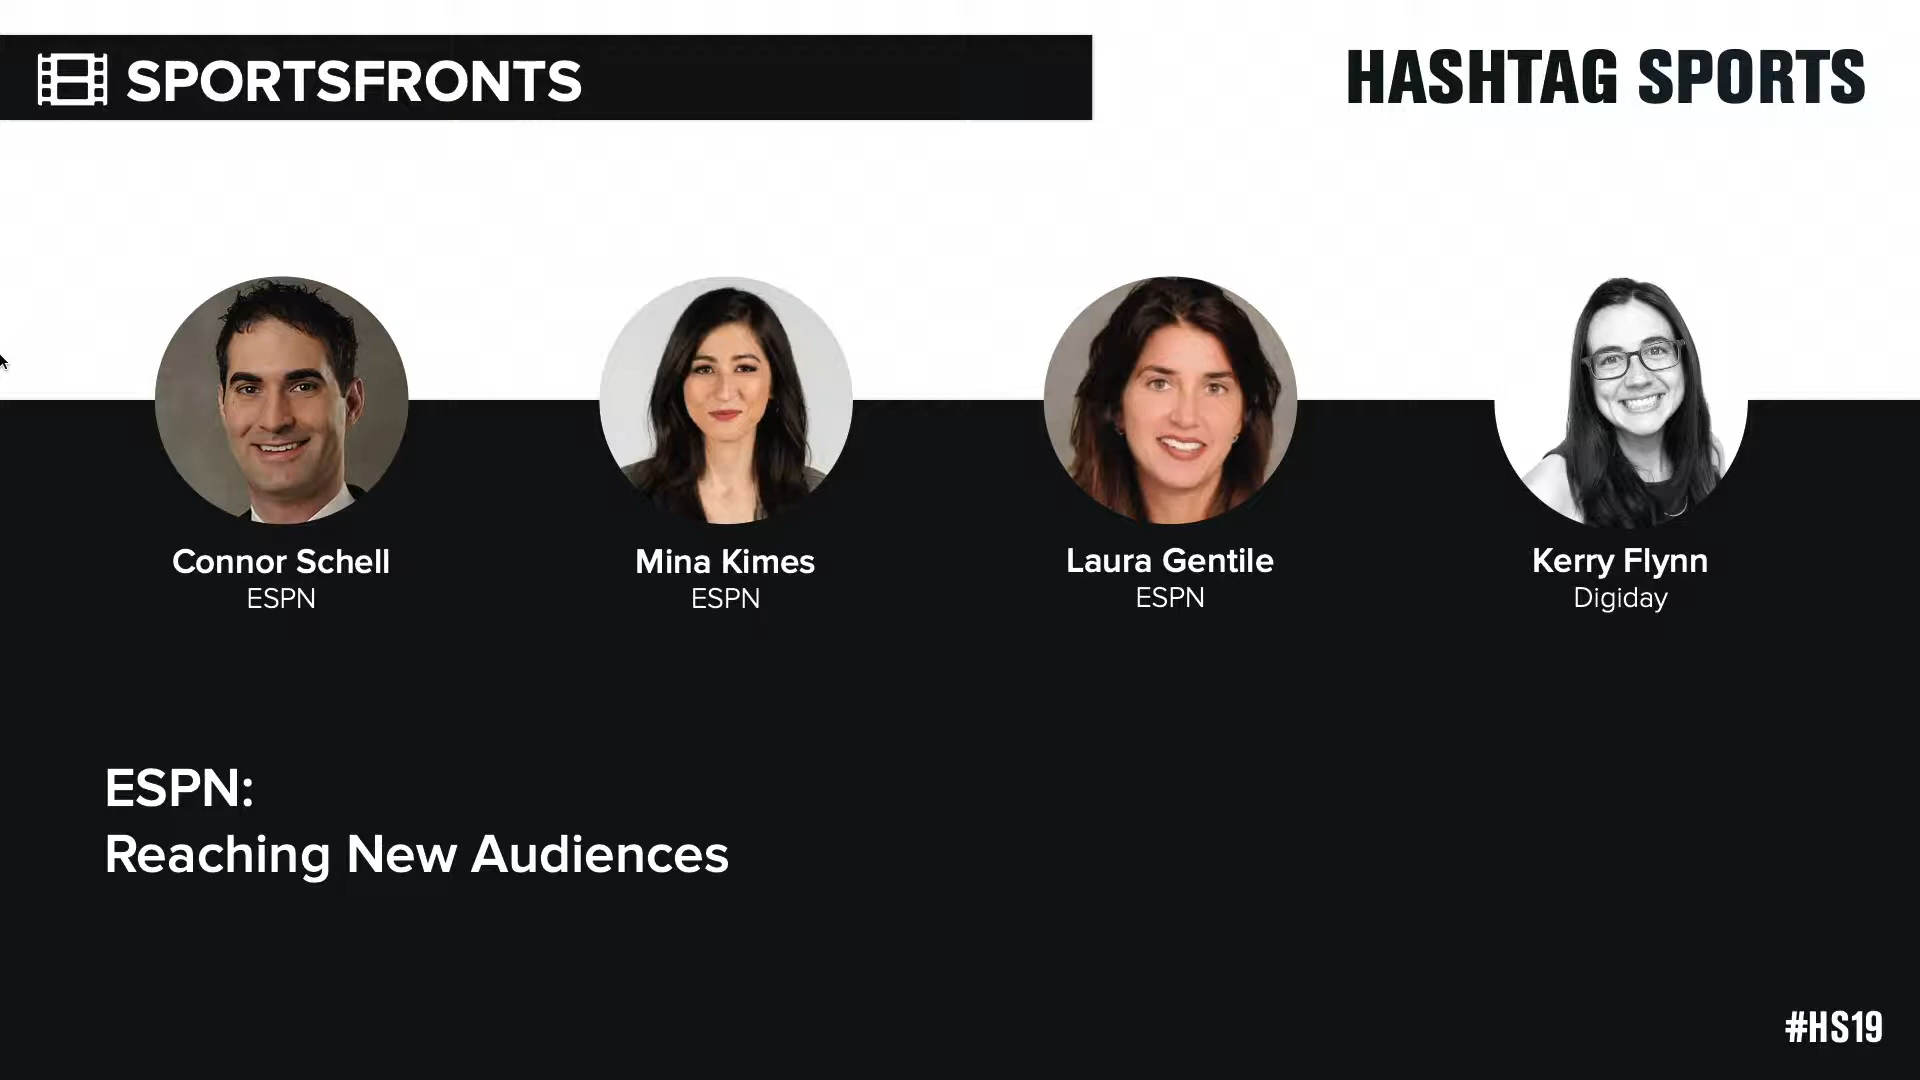 SPORTSFRONTS
HASHTAG SPORTS
Connor Schell
ESPN
Mina Kimes
ESPN
Laura Gentile
ESPN
Kerry Flynn
Digiday
ESPN:
Reaching New Audiences
#HS19